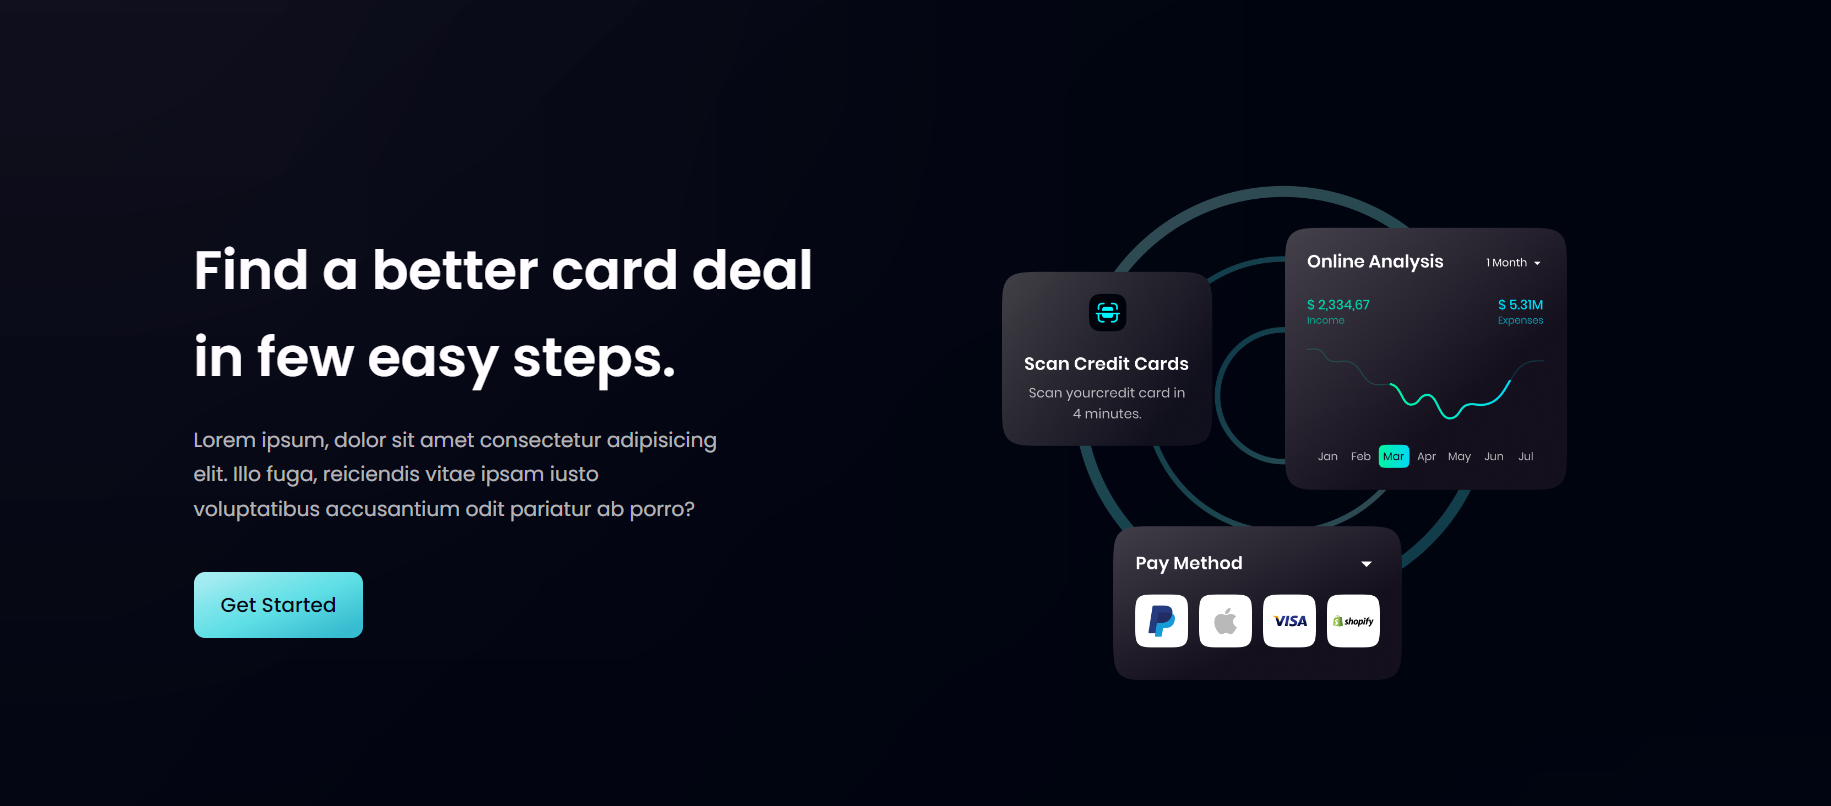 Find a better card deal
in few easy steps.
Lorem ipsum, dolor sit amet consectetur adipisicing
elit. Illo fuga, reiciendis vitae ipsam iusto
voluptatibus accusantium odit pariatur ab porro?
Get Started
Scan Credit Cards
Scan yourcredit card in
4 minutes.
Online Analysis
1 Month
$ 2,334,67
Income
$ 5.31M
Expenses
Jan Feb Mar Apr May Jun Jul
Pay Method
VISA
shopify